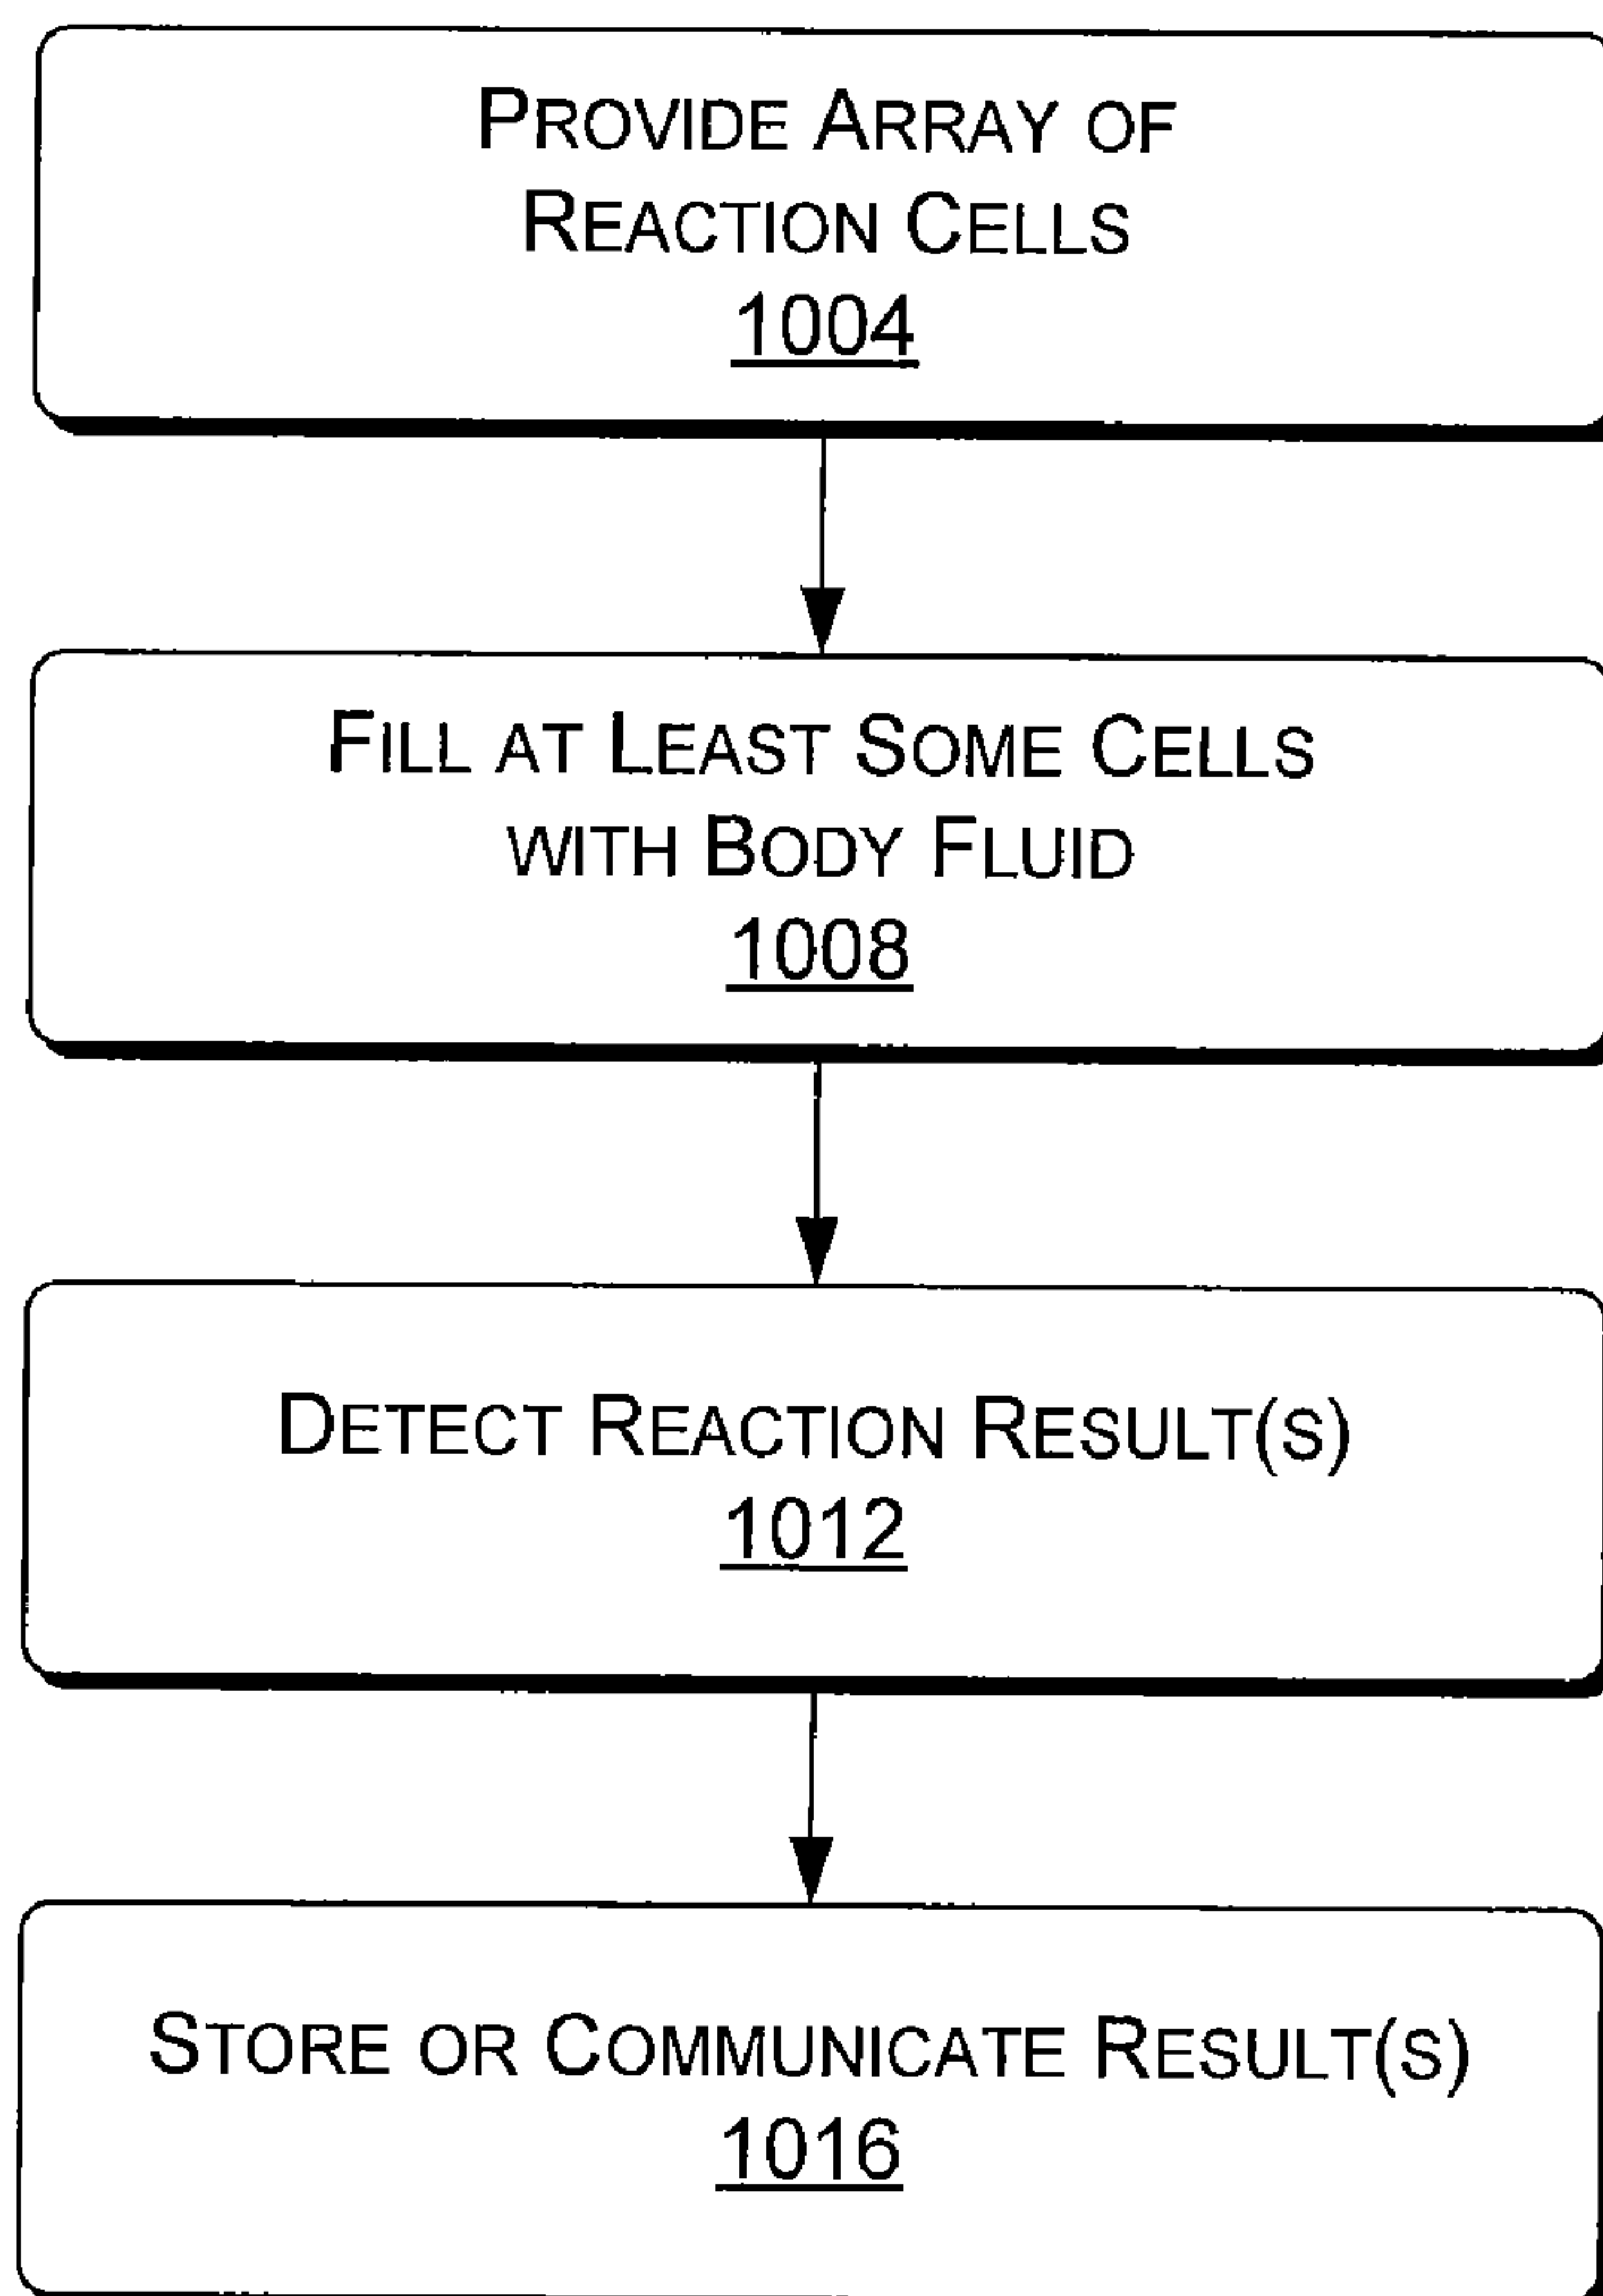 PROVIDE ARRAY OF
REACTION CELLS
1004
FILL AT LEAST SOME CELLS
WITH BODY FLUID
1008
DETECT REACTION RESULT(S)
1012
STORE OR COMMUNICATE RESULT(S)
1016